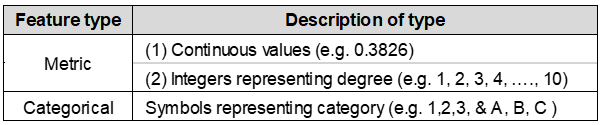 Feature type Description of type
Metric (1) Continuous values (e.g. 0.3826)
(2) Integers representing degree (e.g. 1, 2, 3, 4, …., 10)
Categorical Symbols representing category (e.g. 1,2,3, & A, B, C )